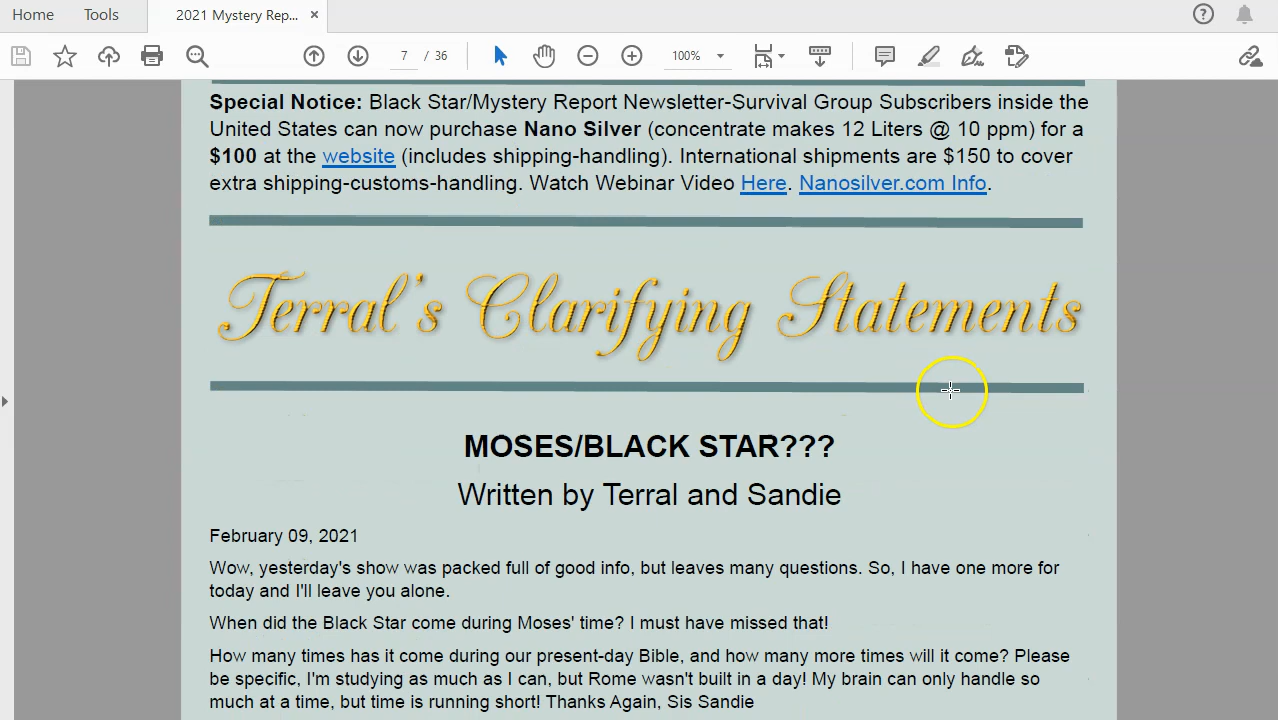 Home Tools 2021 Mystery Rep... ×
7 / 36 100%
Special Notice: Black Star/Mystery Report Newsletter-Survival Group Subscribers inside the
United States can now purchase Nano Silver (concentrate makes 12 Liters @ 10 ppm) for a
$100 at the website (includes shipping-handling). International shipments are $150 to cover
extra shipping-customs-handling. Watch Webinar Video Here. Nanosilver.com Info.
Terral's Clarifying Statements
MOSES/BLACK STAR???
Written by Terral and Sandie
February 09, 2021
Wow, yesterday's show was packed full of good info, but leaves many questions. So, I have one more for
today and I'll leave you alone.
When did the Black Star come during Moses' time? I must have missed that!
How many times has it come during our present-day Bible, and how many more times will it come? Please
be specific, I'm studying as much as I can, but Rome wasn't built in a day! My brain can only handle so
much at a time, but time is running short! Thanks Again, Sis Sandie